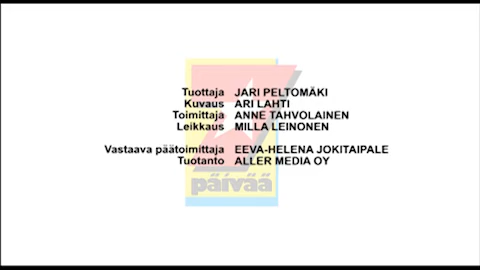 Tuottaja JARI PELTOMÄKI
Kuvaus ARI LAHTI
Toimittaja ANNE TAHVOLAINEN
Leikkaus MILLA LEINONEN
Vastaava päätoimittaja EEVA-HELENA JOKITAIPALE
Tuotanto ALLER MEDIA OY
7
päivää